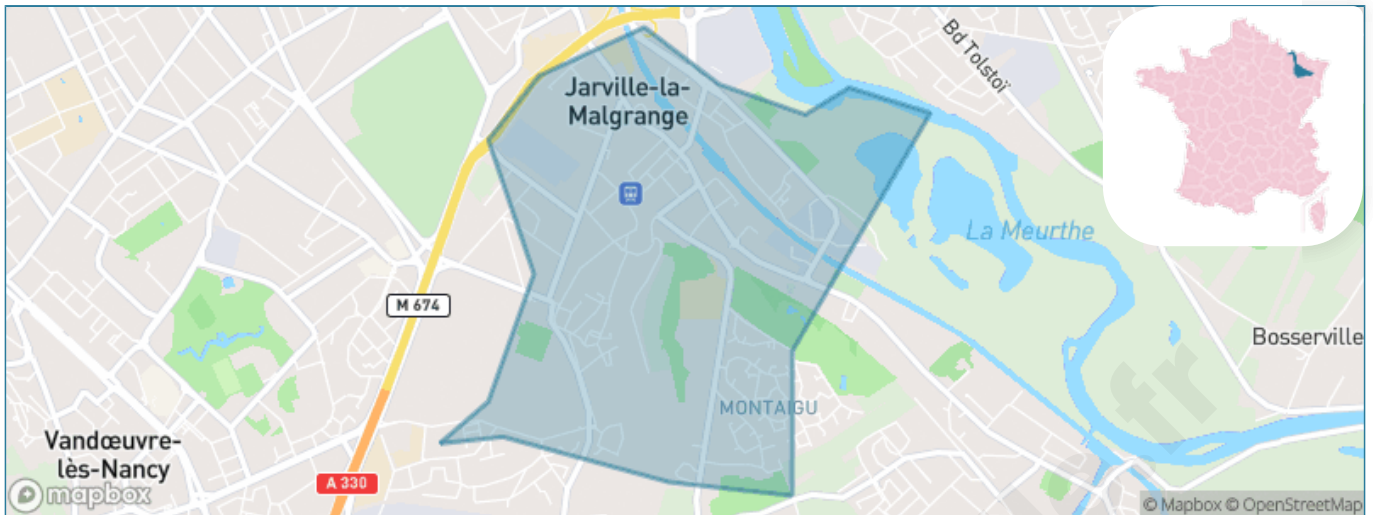 Bd Tolstoï
Jarville-la-
Malgrange
La Meurthe
M 674
Bosserville
MONTAIGU
Vandœuvre-
lès-Nancy
A 330
mapbox
© Mapbox © OpenStreetMap